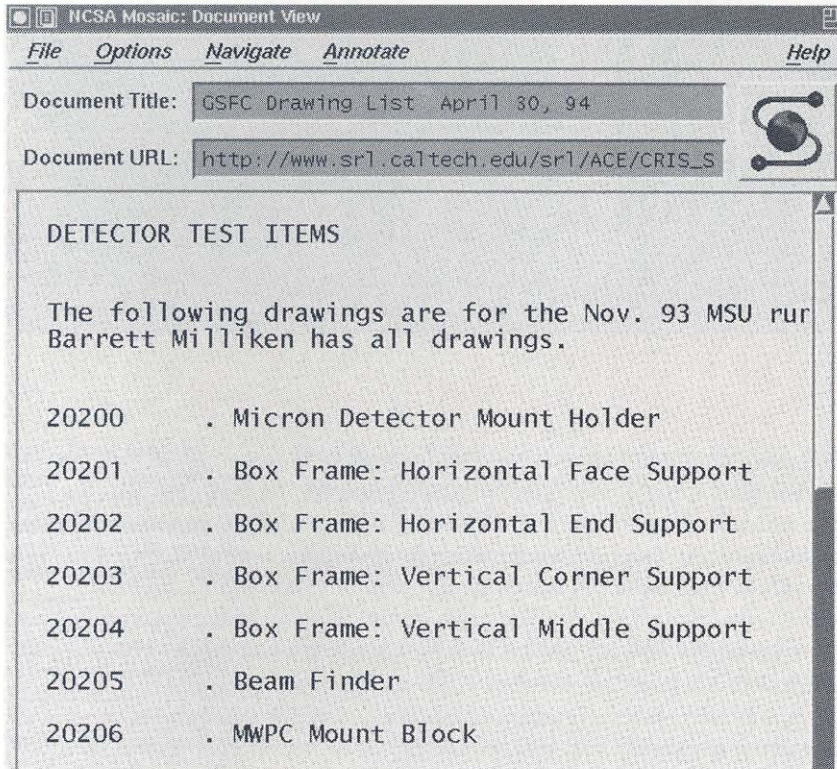 NCSA Mosaic: Document View
File Options Navigate Annotate Help
Document Title: GSFC Drawing List April 30, 94
Document URL: http://www.srl.caltech.edu/srl/ACE/CRIS_S
DETECTOR TEST ITEMS
The following drawings are for the Nov. 93 MSU rur
Barrett Milliken has all drawings.
20200 . Micron Detector Mount Holder
20201 . Box Frame: Horizontal Face Support
20202 . Box Frame: Horizontal End Support
20203 . Box Frame: Vertical Corner Support
20204 . Box Frame: Vertical Middle Support
20205 . Beam Finder
20206 . MWPC Mount Block